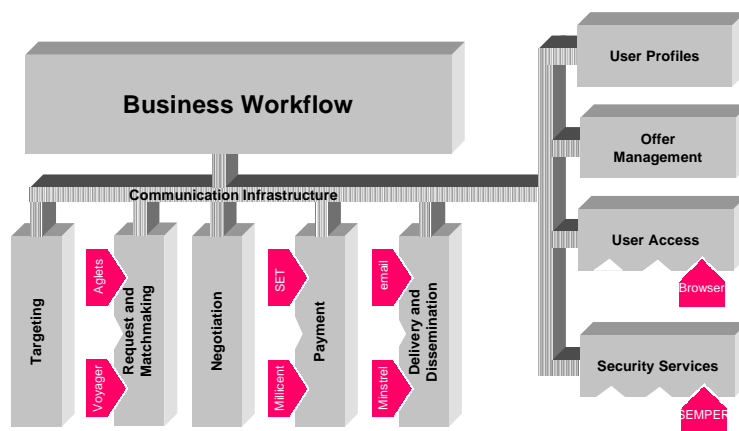 User Profiles
Business Workflow
Offer
Management
Communication Infrastructure
User Access
Browser
Targeting
Aglets
Voyager
Request and
Matchmaking
Negotiation
SET
Millicent
Payment
email
Minstrel
Delivery and
Dissemination
Security Services
SEMPER